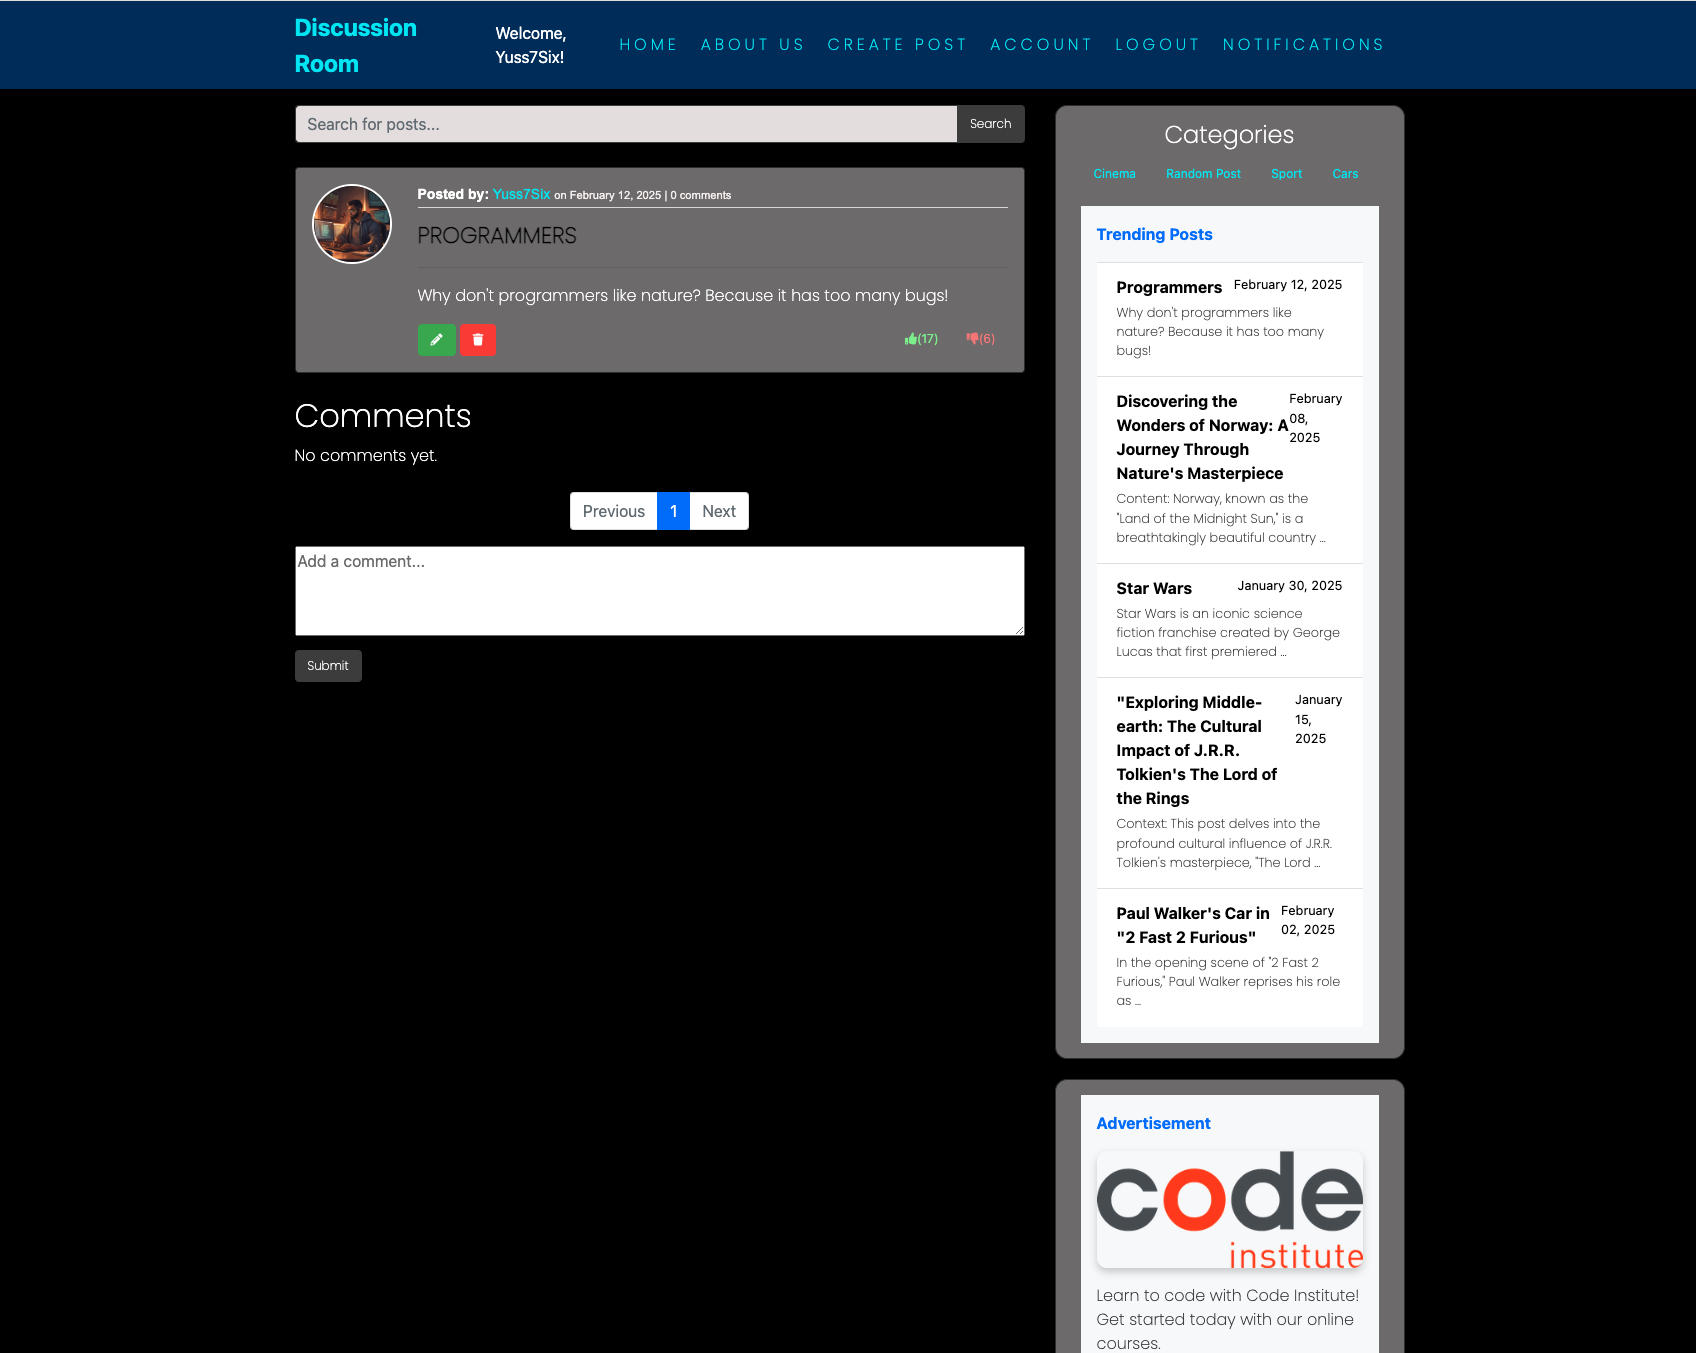 Discussion
Room
Welcome,
Yuss7Six!
HOME ABOUT US CREATE POST ACCOUNT LOGOUT NOTIFICATIONS
Search for posts...
Search
Posted by: Yuss7Six on February 12, 2025 | 0 comments
PROGRAMMERS
Why don't programmers like nature? Because it has too many bugs!
(17) (6)
Comments
No comments yet.
Previous 1 Next
Add a comment...
Submit
Categories
Cinema Random Post Sport Cars
Trending Posts
Programmers February 12, 2025
Why don't programmers like
nature? Because it has too many
bugs!
Discovering the
Wonders of Norway: A
Journey Through
Nature's Masterpiece
February
08,
2025
Content: Norway, known as the
"Land of the Midnight Sun," is a
breathtakingly beautiful country ...
Star Wars January 30, 2025
Star Wars is an iconic science
fiction franchise created by George
Lucas that first premiered ...
"Exploring Middle-
earth: The Cultural
Impact of J.R.R.
Tolkien's The Lord of
the Rings
January
15,
2025
Context: This post delves into the
profound cultural influence of J.R.R.
Tolkien's masterpiece, "The Lord ...
Paul Walker's Car in
"2 Fast 2 Furious"
February
02, 2025
In the opening scene of "2 Fast 2
Furious," Paul Walker reprises his role
as ...
Advertisement
code
institute
Learn to code with Code Institute!
Get started today with our online
courses.